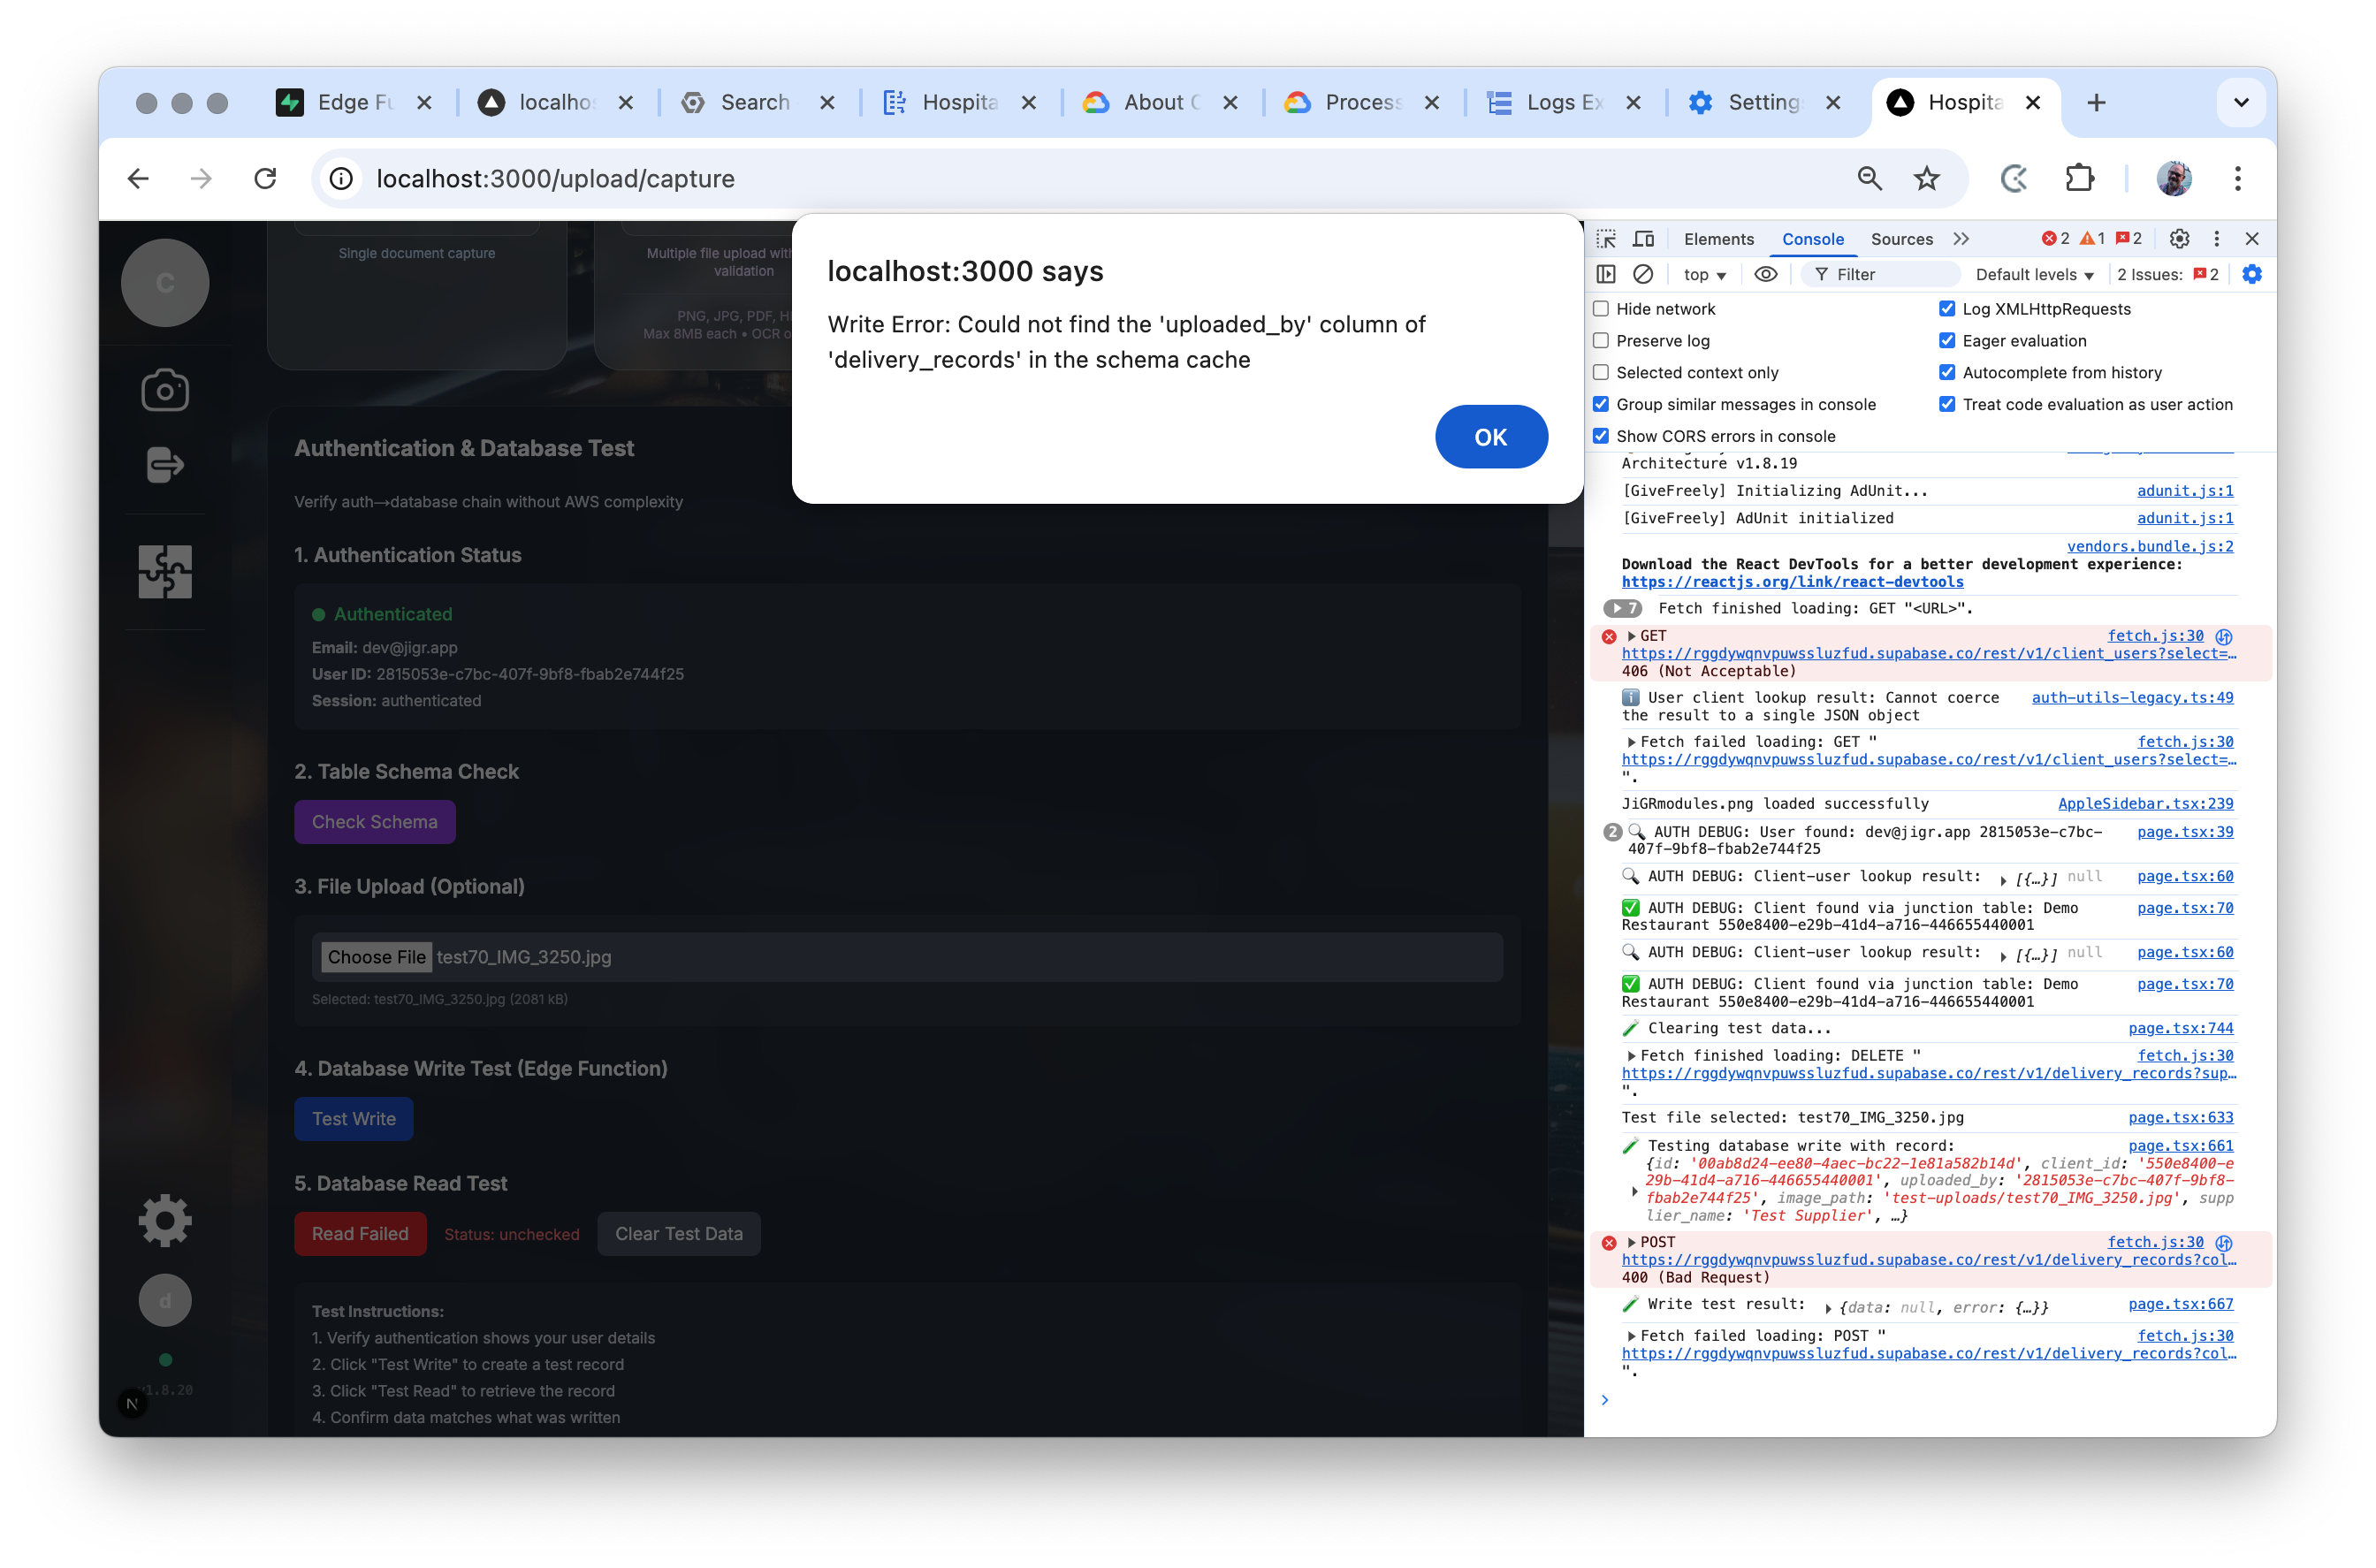 Edge Fu
localhos
Search
Hospita
About C
Process
Logs Ex
Setting
Hospita
localhost:3000/upload/capture
C
Single document capture
Multiple file upload with
validation
PNG, JPG, PDF,
Max 8MB each • OCR
localhost:3000 says
Write Error: Could not find the 'uploaded_by' column of
'delivery_records' in the schema cache
OK
Authentication & Database Test
Verify auth→database chain without AWS complexity
1. Authentication Status
Authenticated
Email: dev@jigr.app
User ID: 2815053e-c7bc-407f-9bf8-fbab2e744f25
Session: authenticated
2. Table Schema Check
Check Schema
3. File Upload (Optional)
Choose File test70_IMG_3250.jpg
Selected: test70_IMG_3250.jpg (2081 kB)
4. Database Write Test (Edge Function)
Test Write
5. Database Read Test
Read Failed Status: unchecked Clear Test Data
Test Instructions:
1. Verify authentication shows your user details
2. Click "Test Write" to create a test record
3. Click "Test Read" to retrieve the record
4. Confirm data matches what was written
d
v1.8.20
N
Elements Console Sources 2 1 2
top Filter Default levels 2 Issues: 2
Hide network Log XMLHttpRequests
Preserve log Eager evaluation
Selected context only Autocomplete from history
Group similar messages in console Treat code evaluation as user action
Show CORS errors in console
Architecture v1.8.19
[GiveFreely] Initializing AdUnit... adunit.js:1
[GiveFreely] AdUnit initialized adunit.js:1
vendors.bundle.js:2
Download the React DevTools for a better development experience:
https://reactjs.org/link/react-devtools
7 Fetch finished loading: GET "<URL>".
GET fetch.js:30
https://rggdywqnvpuwssluzfud.supabase.co/rest/v1/client_users?select=…
406 (Not Acceptable)
User client lookup result: Cannot coerce auth-utils-legacy.ts:49
the result to a single JSON object
Fetch failed loading: GET " fetch.js:30
https://rggdywqnvpuwssluzfud.supabase.co/rest/v1/client_users?select=…
".
JiGRmodules.png loaded successfully AppleSidebar.tsx:239
2 🔍 AUTH DEBUG: User found: dev@jigr.app 2815053e-c7bc- page.tsx:39
407f-9bf8-fbab2e744f25
🔍 AUTH DEBUG: Client-user lookup result: [{…}] null page.tsx:60
✅ AUTH DEBUG: Client found via junction table: Demo page.tsx:70
Restaurant 550e8400-e29b-41d4-a716-446655440001
🔍 AUTH DEBUG: Client-user lookup result: [{…}] null page.tsx:60
✅ AUTH DEBUG: Client found via junction table: Demo page.tsx:70
Restaurant 550e8400-e29b-41d4-a716-446655440001
🧪 Clearing test data... page.tsx:744
Fetch finished loading: DELETE " fetch.js:30
https://rggdywqnvpuwssluzfud.supabase.co/rest/v1/delivery_records?sup…
".
Test file selected: test70_IMG_3250.jpg page.tsx:633
🧪 Testing database write with record: page.tsx:661
{id: '00ab8d24-ee80-4aec-bc22-1e81a582b14d', client_id: '550e8400-e
29b-41d4-a716-446655440001', uploaded_by: '2815053e-c7bc-407f-9bf8-
fbab2e744f25', image_path: 'test-uploads/test70_IMG_3250.jpg', supp
lier_name: 'Test Supplier', …}
POST fetch.js:30
https://rggdywqnvpuwssluzfud.supabase.co/rest/v1/delivery_records?col…
400 (Bad Request)
🧪 Write test result: {data: null, error: {…}} page.tsx:667
Fetch failed loading: POST " fetch.js:30
https://rggdywqnvpuwssluzfud.supabase.co/rest/v1/delivery_records?col…
".